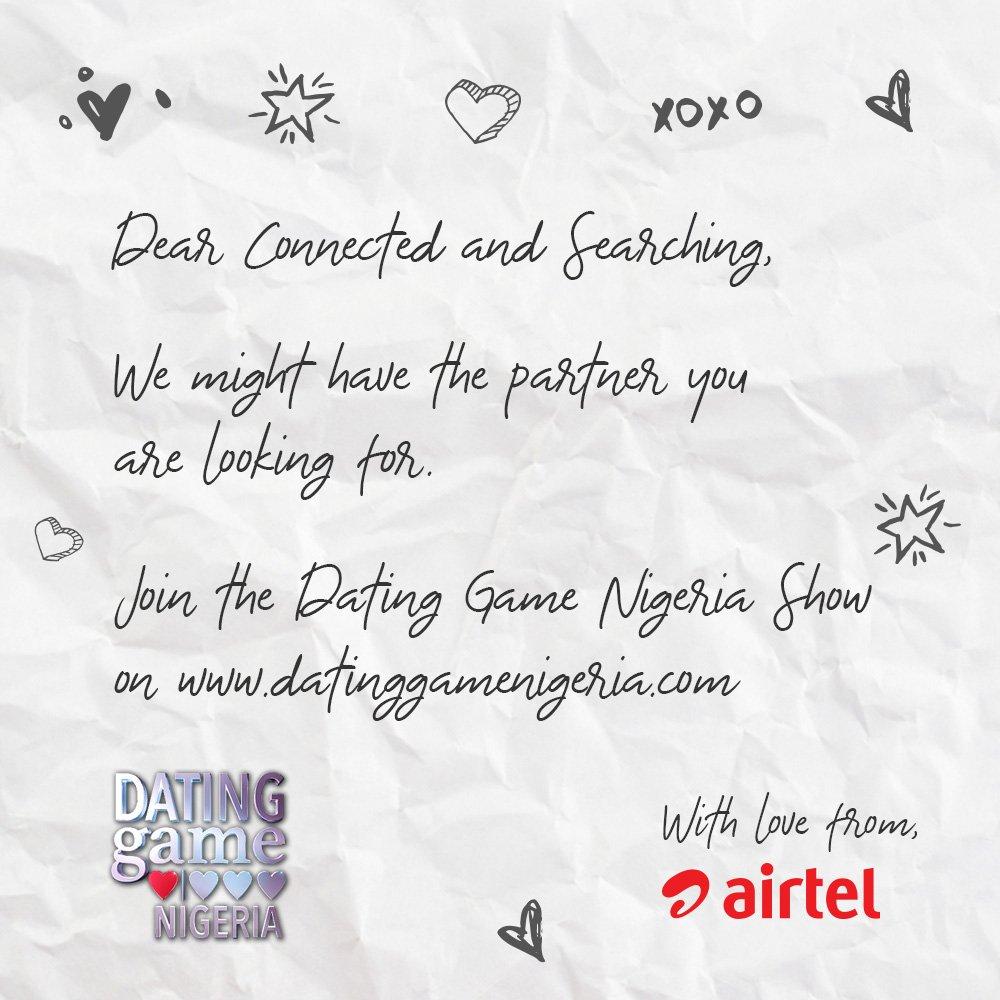 xoxo
Dear Connected and Searching,
We might have the partner you
are looking for.
Join the Dating Game Nigeria Show
on www.datinggamenigeria.com
DATING
game
NIGERIA
With love from,
airtel